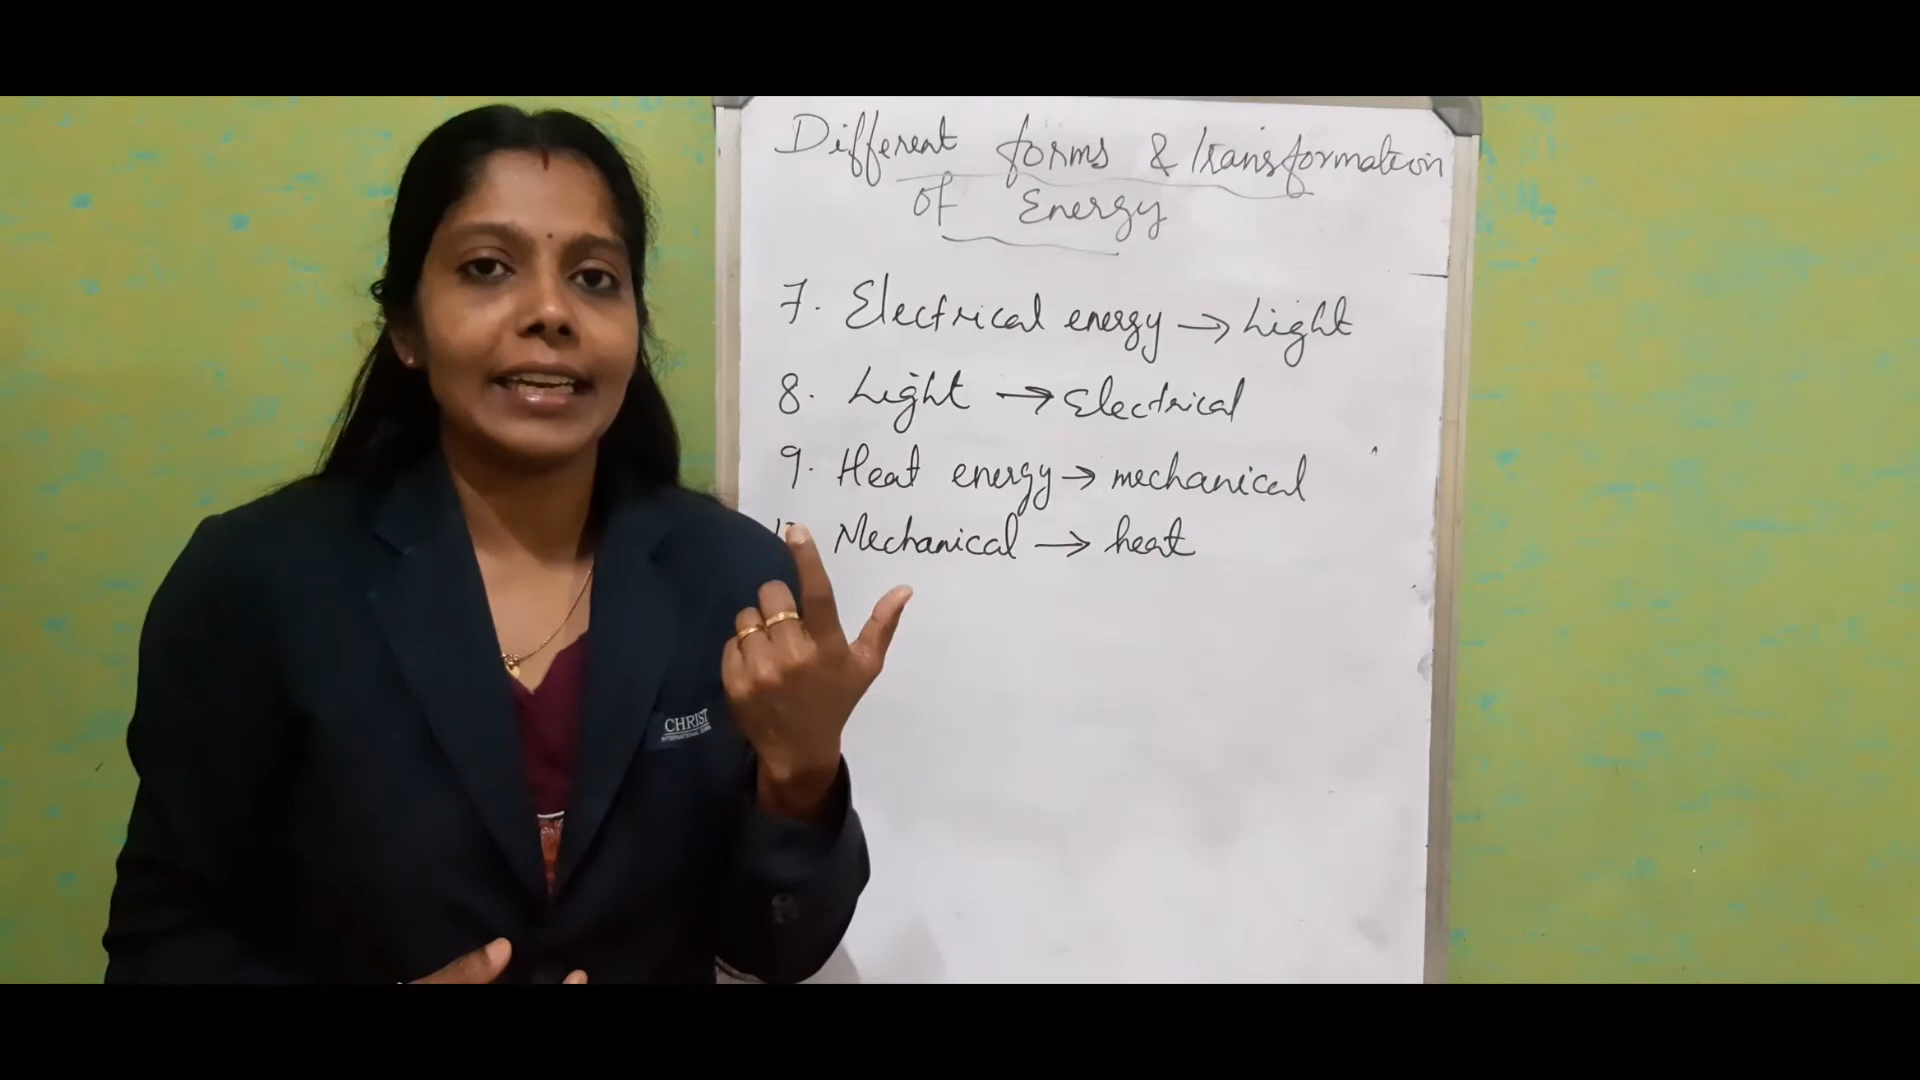 Different forms & transformation
of Energy
7. Electrical energy → Light
8. Light → Electrical
9. Heat energy → mechanical
Mechanical → heat
CHRIST
INTERNATIONAL